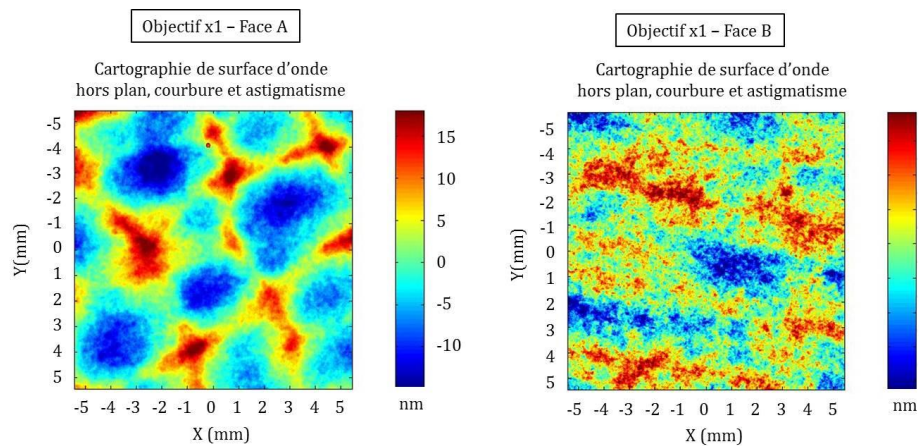 Objectif x1 – Face A
Cartographie de surface d'onde
hors plan, courbure et astigmatisme
-5
-4
-3
-2
-1
0
1
2
3
4
5
Y(mm)
-5 -4 -3 -2 -1 0 1 2 3 4 5
X (mm)
15
10
5
0
-5
-10
nm
Objectif x1 – Face B
Cartographie de surface d'onde
hors plan, courbure et astigmatisme
-5
-4
-3
-2
-1
0
1
2
3
4
5
Y(mm)
-5 -4 -3 -2 -1 0 1 2 3 4 5
X (mm)
nm